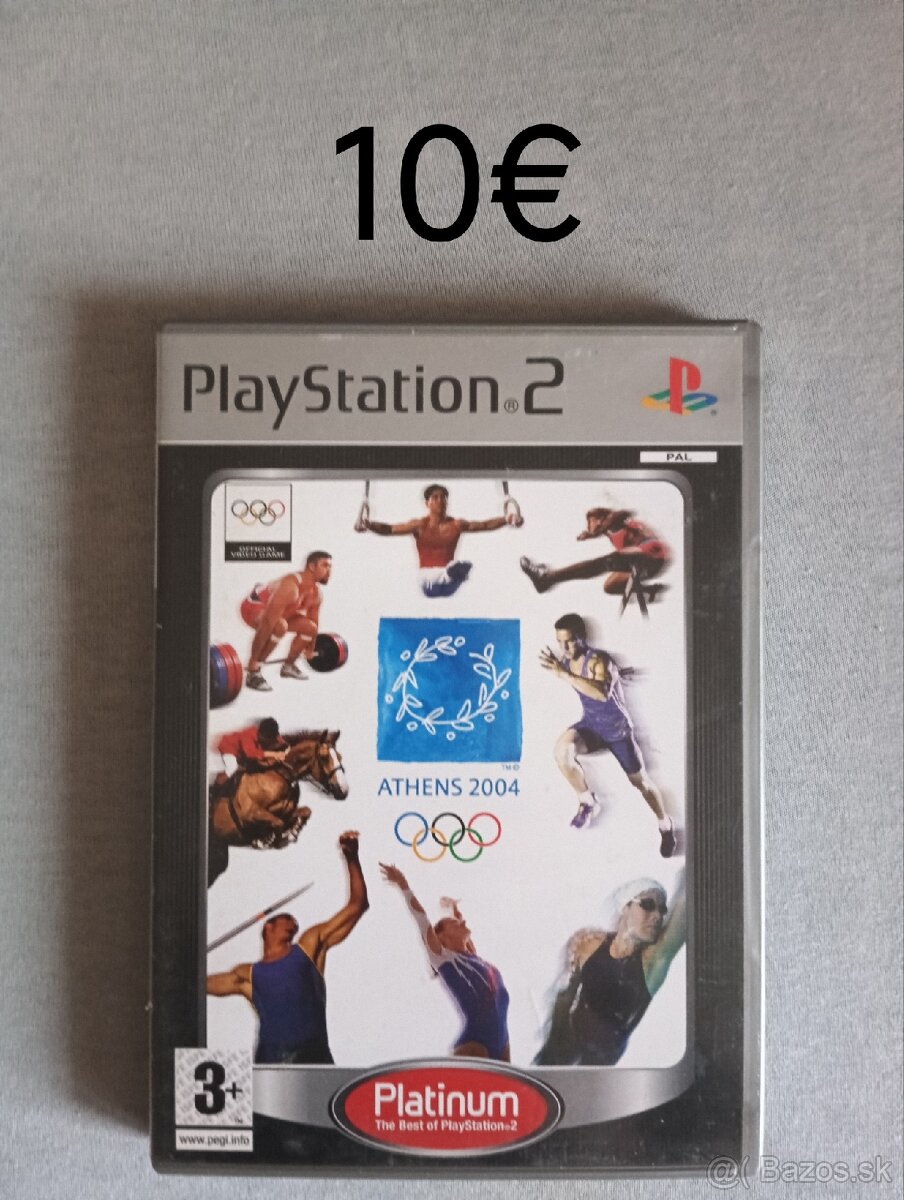 10€
PlayStation®2
PAL
OFFICIAL
VIDEO GAME
TM©
ATHENS 2004
3+
www.pegi.info
Platinum
The Best of PlayStation®2
@( Bazos.sk